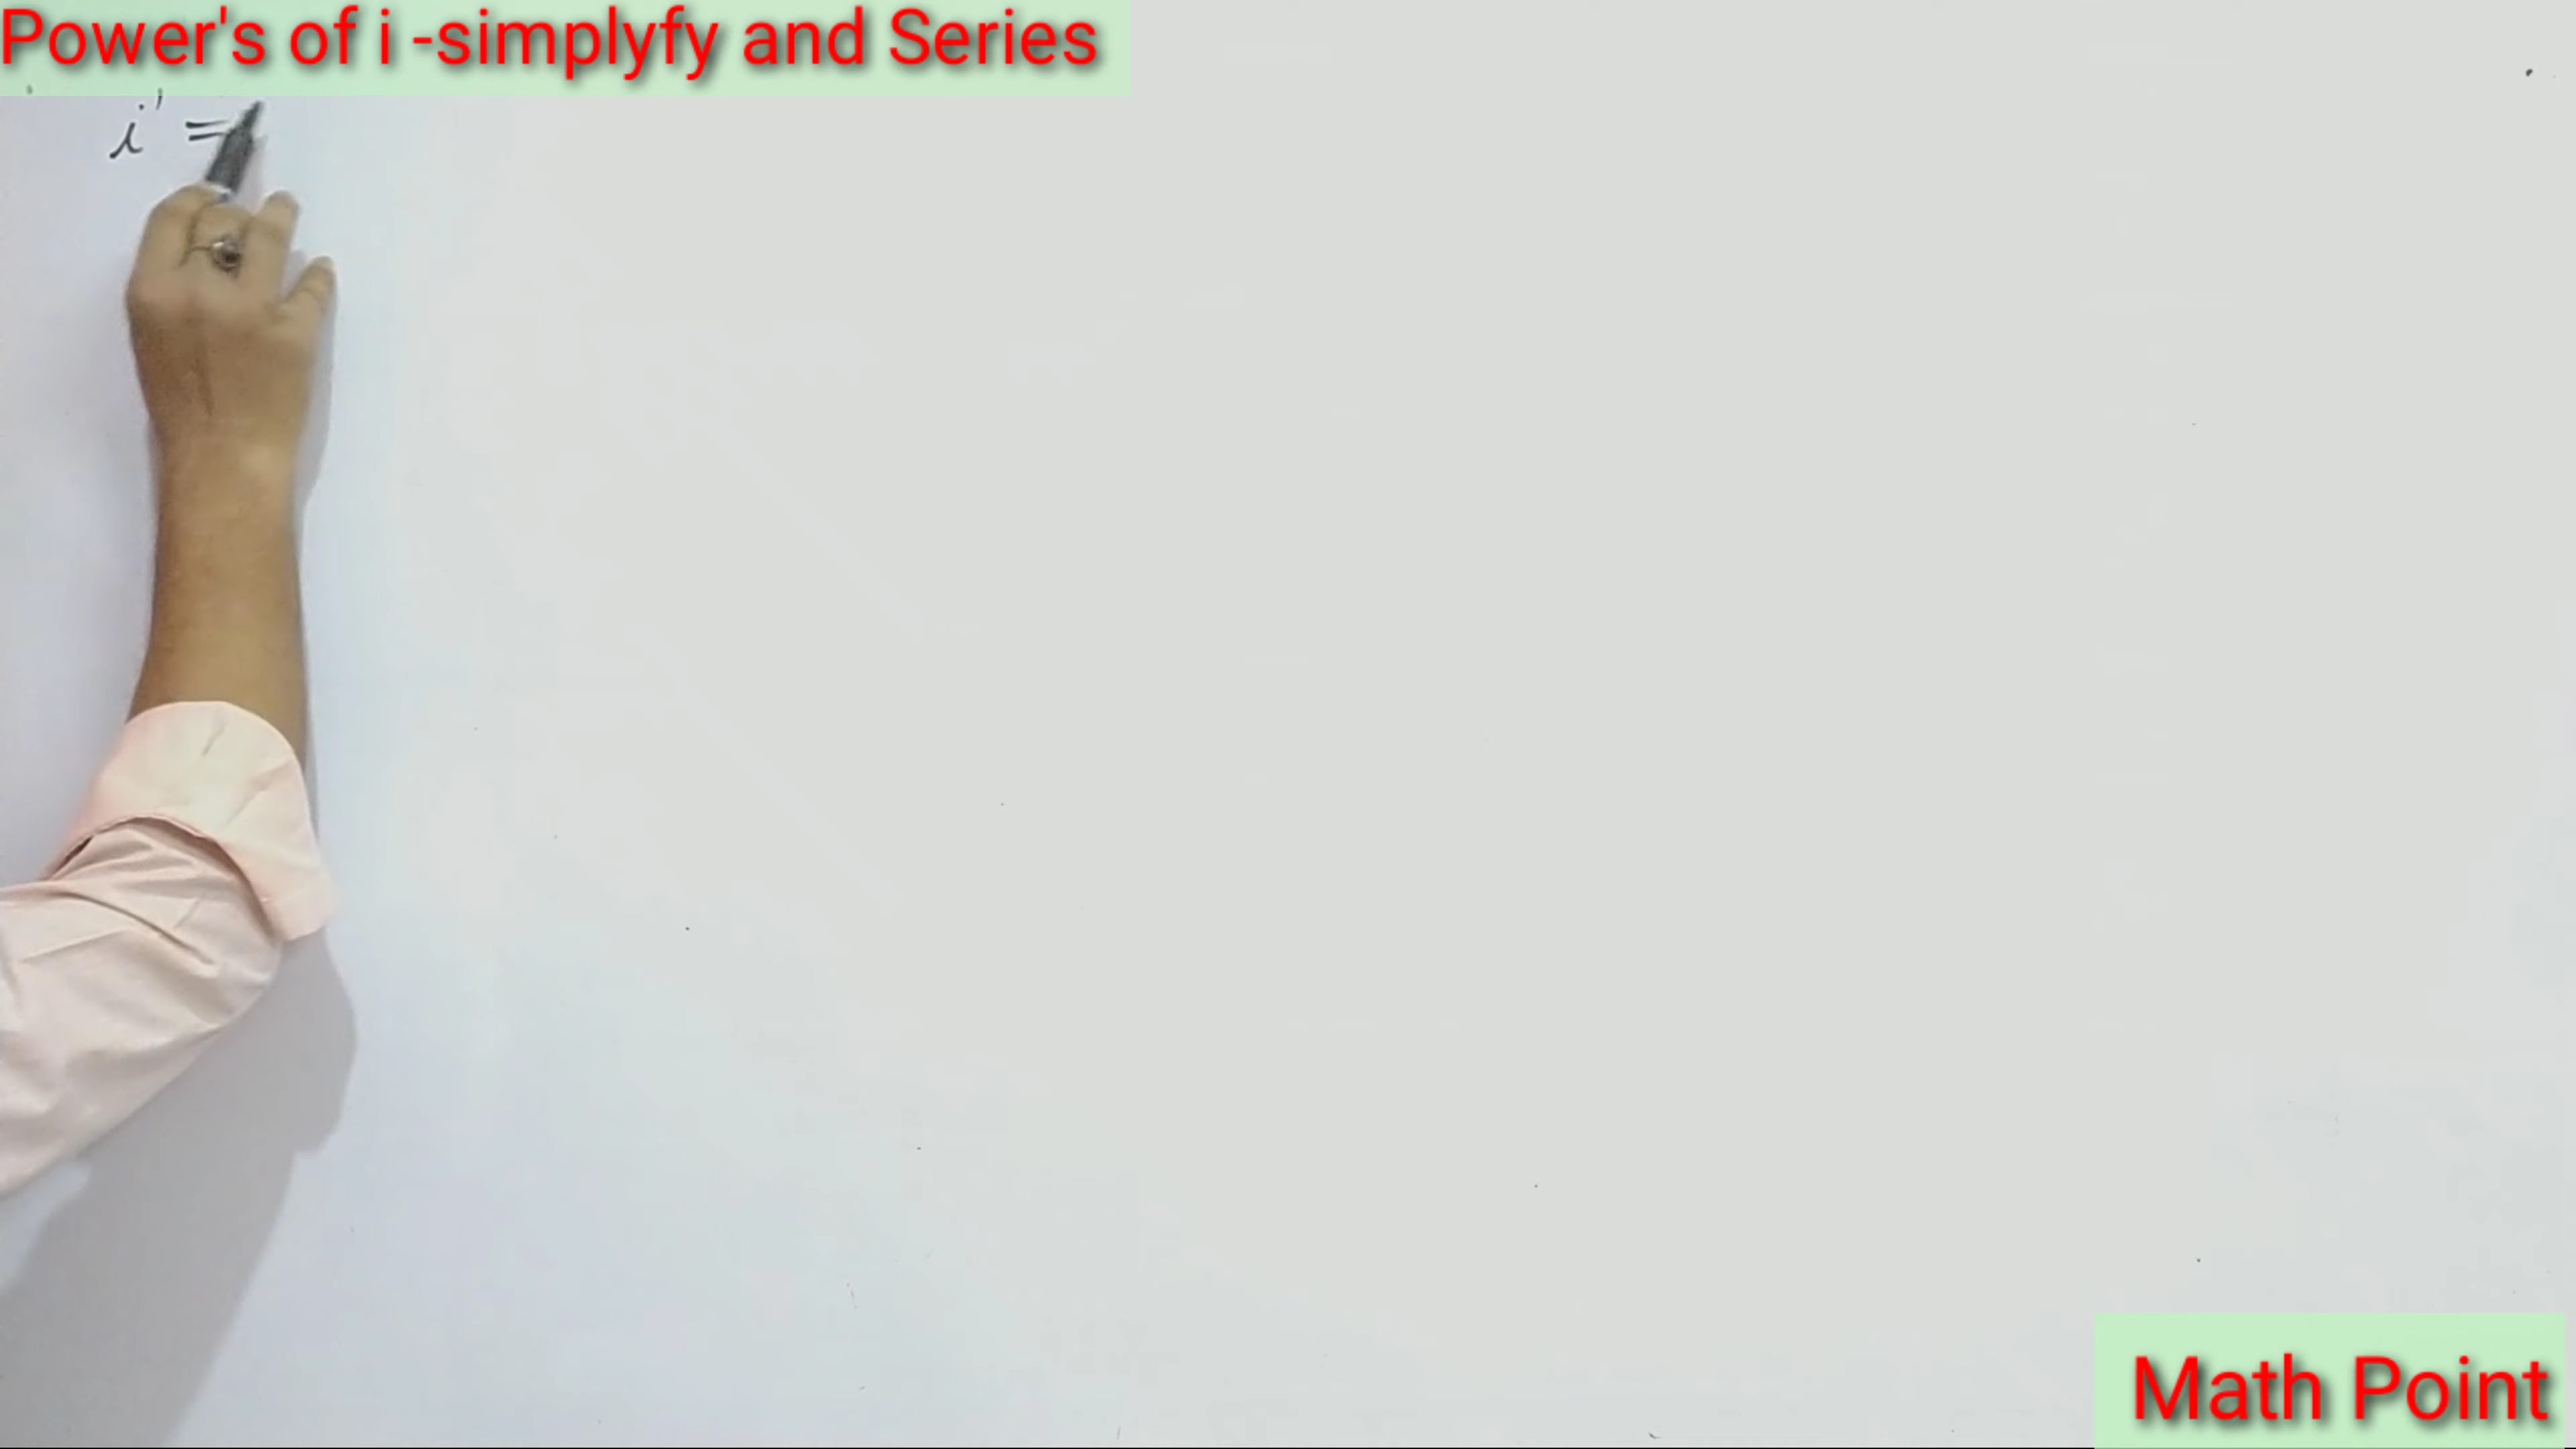 Power's of i -simplyfy and Series
i¹ =
Math Point